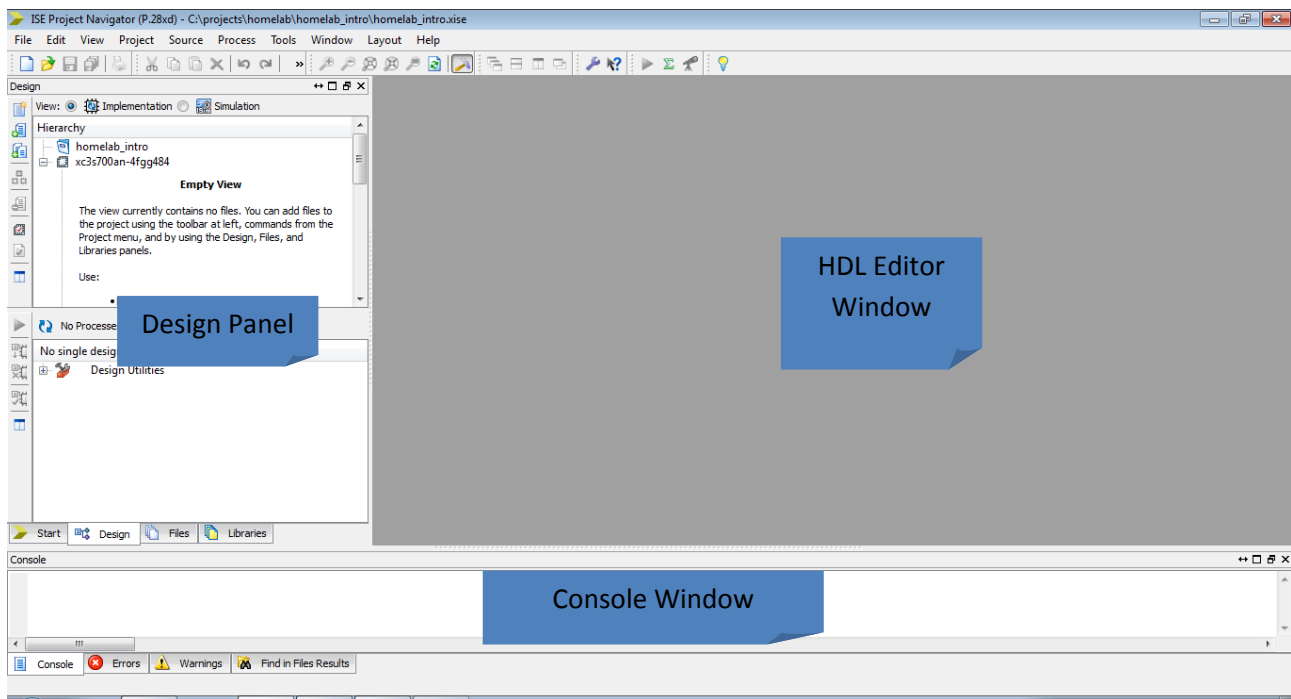 ISE Project Navigator (P.28xd) - C:\projects\homelab\homelab_intro\homelab_intro.xise
File Edit View Project Source Process Tools Window Layout Help
Design
View: Implementation Simulation
Hierarchy
homelab_intro
xc3s700an-4fgg484
Empty View
The view currently contains no files. You can add files to
the project using the toolbar at left, commands from the
Project menu, and by using the Design, Files, and
Libraries panels.
Use:
No Processe
No single desig
Design Utilities
Design Panel
HDL Editor
Window
Start Design Files Libraries
Console
Console Window
Console Errors Warnings Find in Files Results